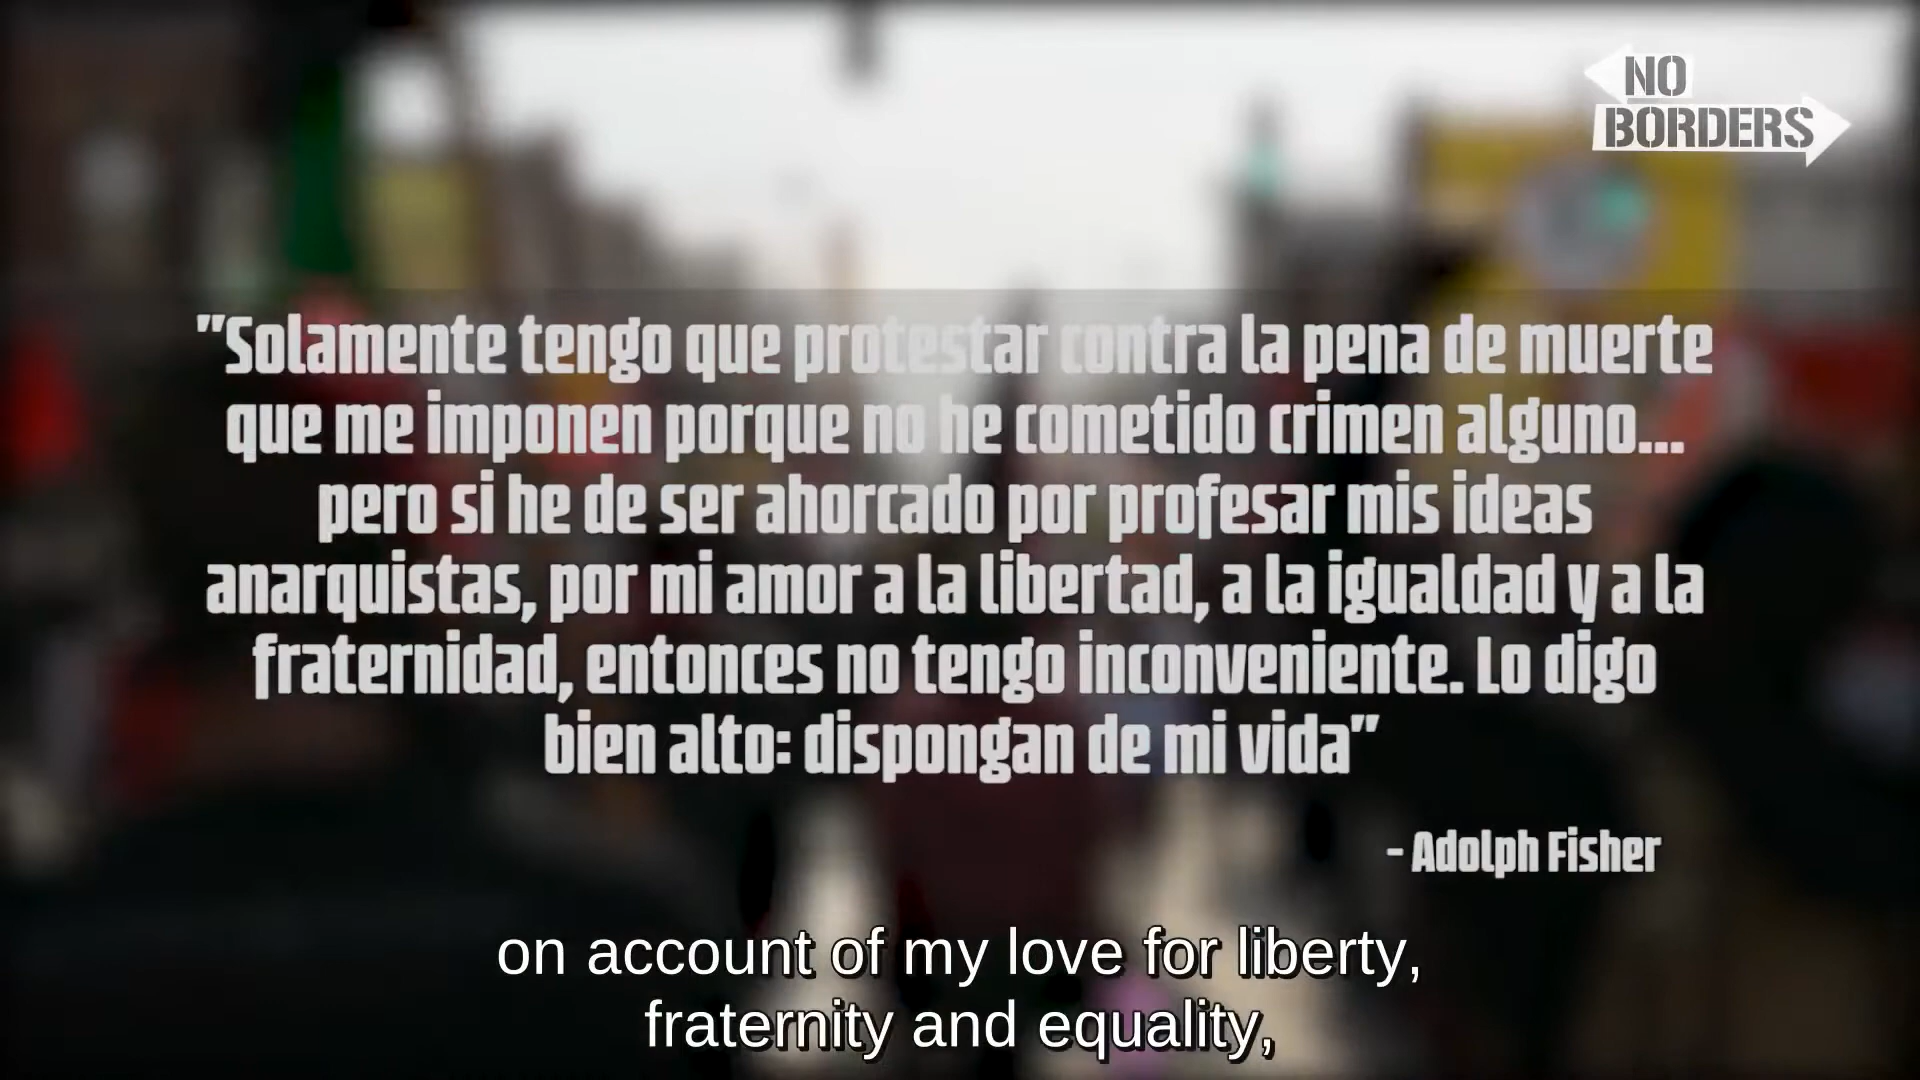 NO
BORDERS
"Solamente tengo que protestar contra la pena de muerte
que me imponen porque no he cometido crimen alguno...
pero si he de ser ahorcado por profesar mis ideas
anarquistas, por mi amor a la libertad, a la igualdad y a la
fraternidad, entonces no tengo inconveniente. Lo digo
bien alto: dispongan de mi vida"
- Adolph Fisher
on account of my love for liberty,
fraternity and equality,